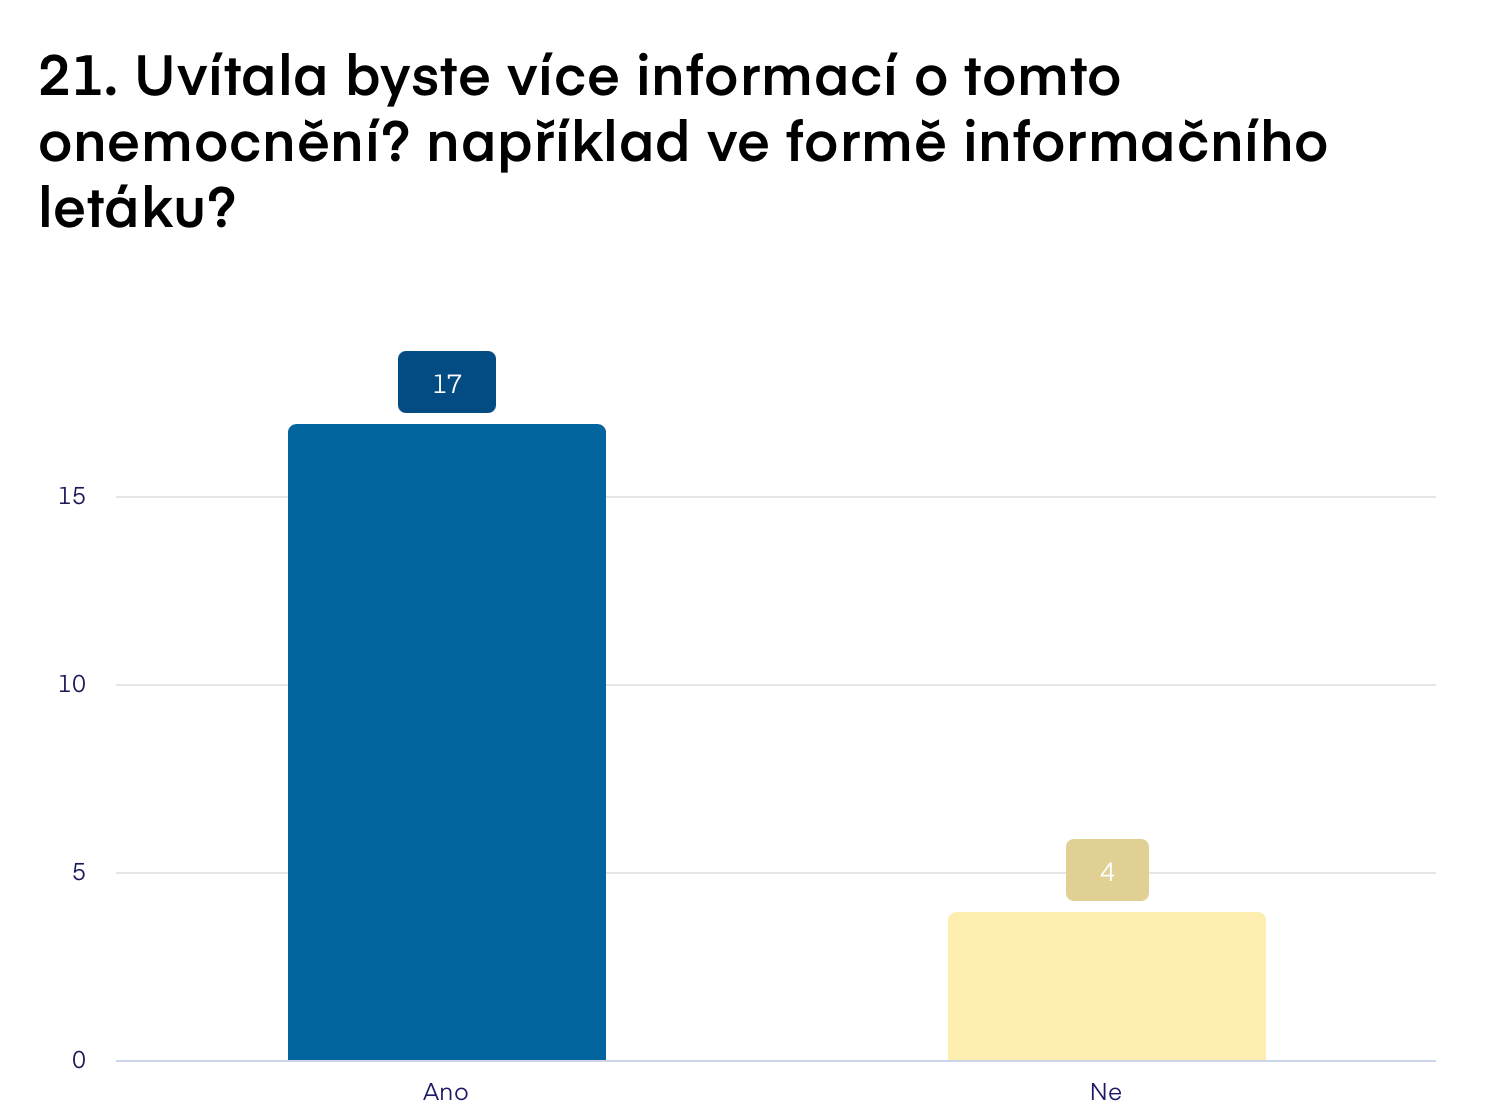 21. Uvítala byste více informací o tomto
onemocnění? například ve formě informačního
letáku?
17
15
10
5
4
0
Ano
Ne